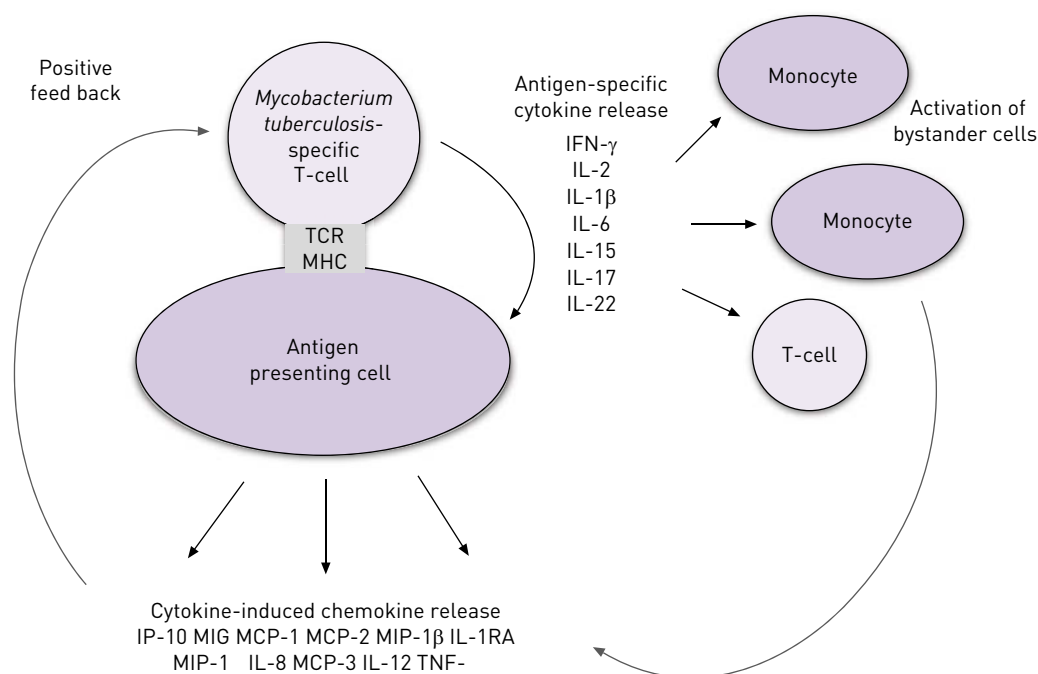 Positive
feed back
Mycobacterium
tuberculosis-
specific
T-cell
TCR
MHC
Antigen
presenting cell
Antigen-specific
cytokine release
IFN-γ
IL-2
IL-1β
IL-6
IL-15
IL-17
IL-22
Monocyte
Activation of
bystander cells
Monocyte
T-cell
Cytokine-induced chemokine release
IP-10 MIG MCP-1 MCP-2 MIP-1β IL-1RA
MIP-1 IL-8 MCP-3 IL-12 TNF-